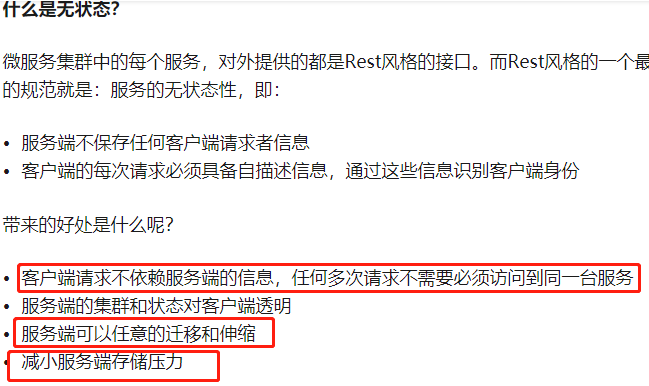 什么是无状态？
微服务集群中的每个服务，对外提供的都是Rest风格的接口。而Rest风格的一个最
的规范就是：服务的无状态性，即：
• 服务端不保存任何客户端请求者信息
• 客户端的每次请求必须具备自描述信息，通过这些信息识别客户端身份
带来的好处是什么呢？
• 客户端请求不依赖服务端的信息，任何多次请求不需要必须访问到同一台服务
• 服务端的集群和状态对客户端透明
• 服务端可以任意的迁移和伸缩
• 减小服务端存储压力